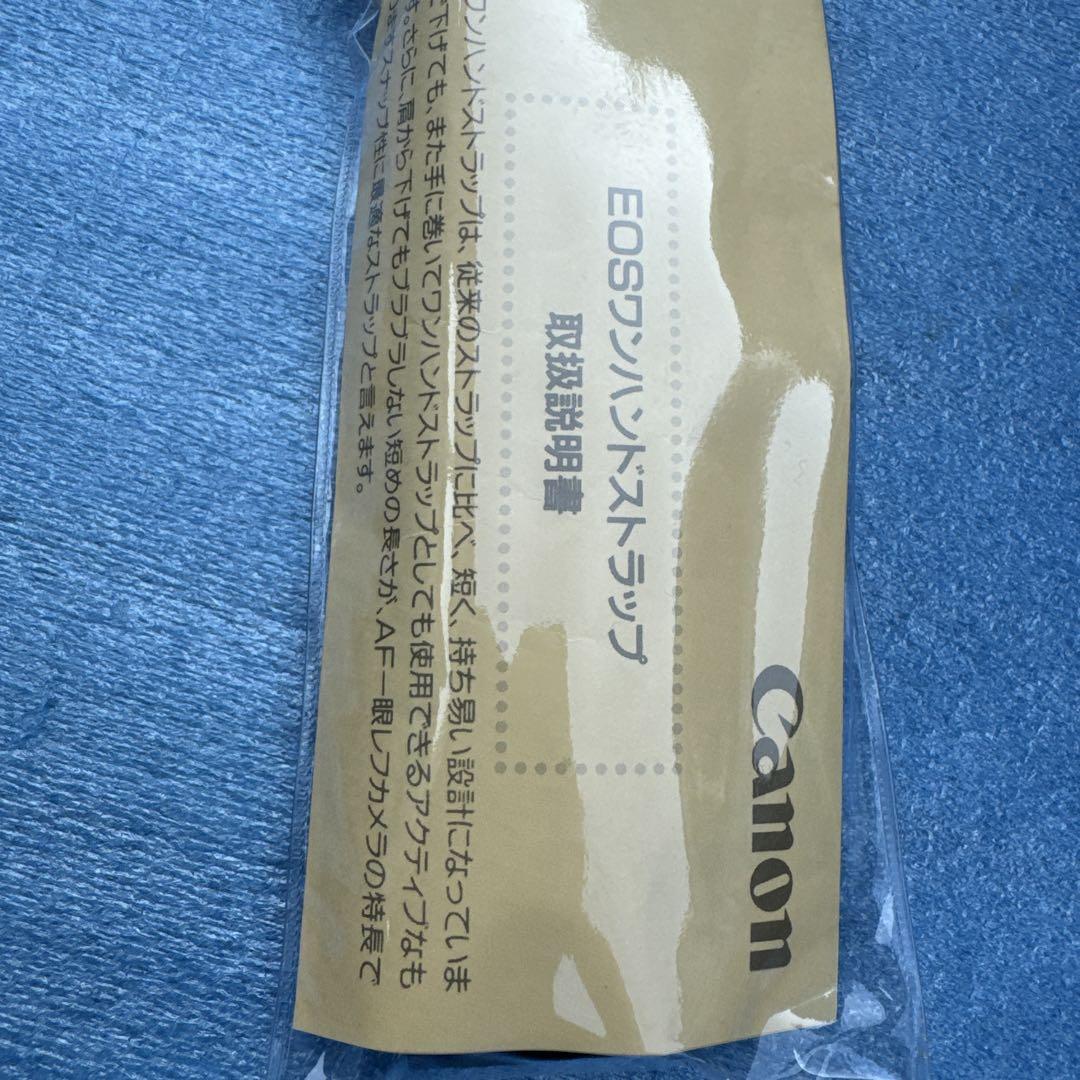 Canon
EOSワンハンドストラップ
取扱説明書
ワンハンドストラップは、従来のストラップに比べ、短く、持ち易い設計になっていま
下げても、また手に巻いてワンハンドストラップとしても使用できるアクティブなも
す。さらに、肩から下げてもブラブラしない短めの長さが、AF一眼レフカメラの特長で
スナップ性に最適なストラップと言えます。